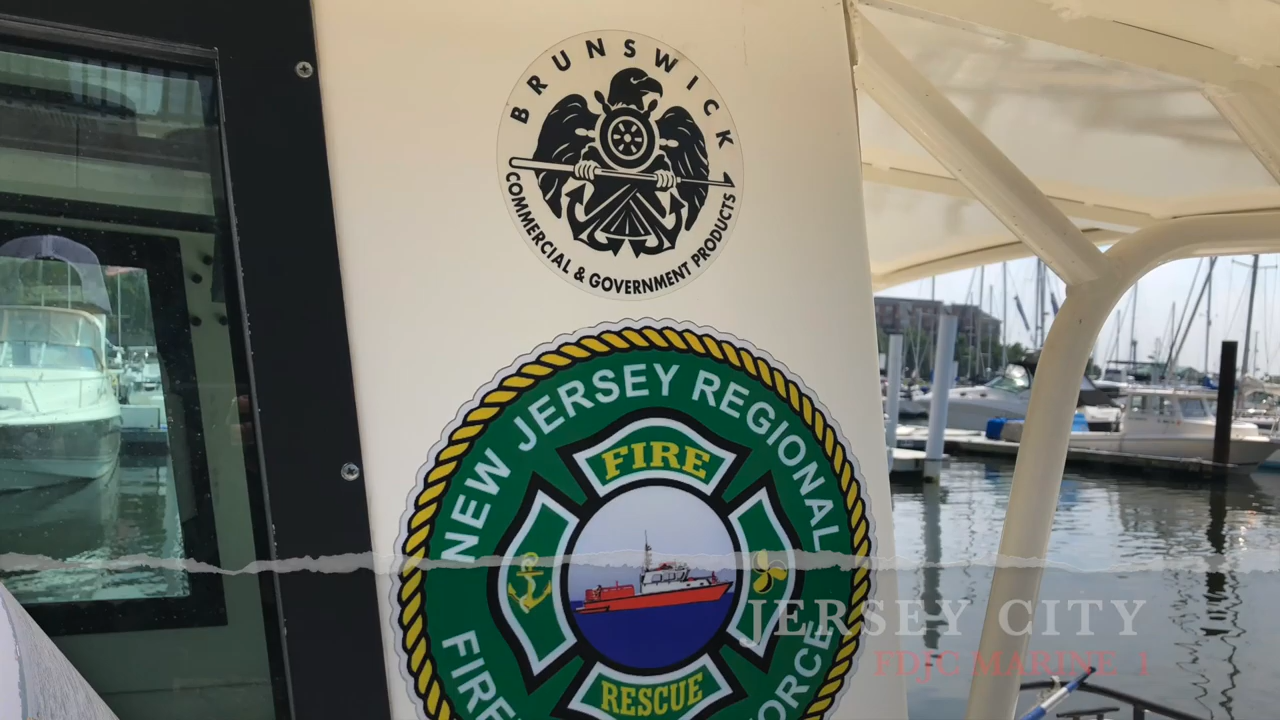 BRUNSWICK
COMMERCIAL & GOVERNMENT PRODUCTS
NEW JERSEY REGIONAL
FIRE
RESCUE
JERSEY CITY
FDJC MARINE 1